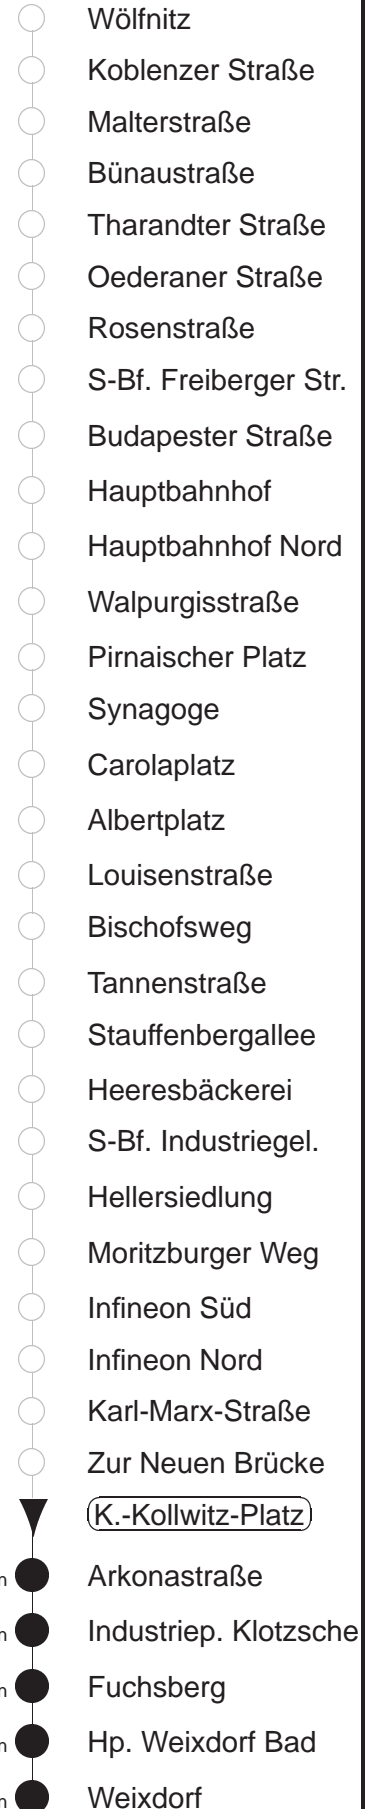 Wölfnitz
Koblenzer Straße
Malterstraße
Bünaustraße
Tharandter Straße
Oederaner Straße
Rosenstraße
S-Bf. Freiberger Str.
Budapester Straße
Hauptbahnhof
Hauptbahnhof Nord
Walpurgisstraße
Pirnaischer Platz
Synagoge
Carolaplatz
Albertplatz
Louisenstraße
Bischofsweg
Tannenstraße
Stauffenbergallee
Heeresbäckerei
S-Bf. Industriegel.
Hellersiedlung
Moritzburger Weg
Infineon Süd
Infineon Nord
Karl-Marx-Straße
Zur Neuen Brücke
K.-Kollwitz-Platz
Arkonastraße
Industriep. Klotzsche
Fuchsberg
Hp. Weixdorf Bad
Weixdorf